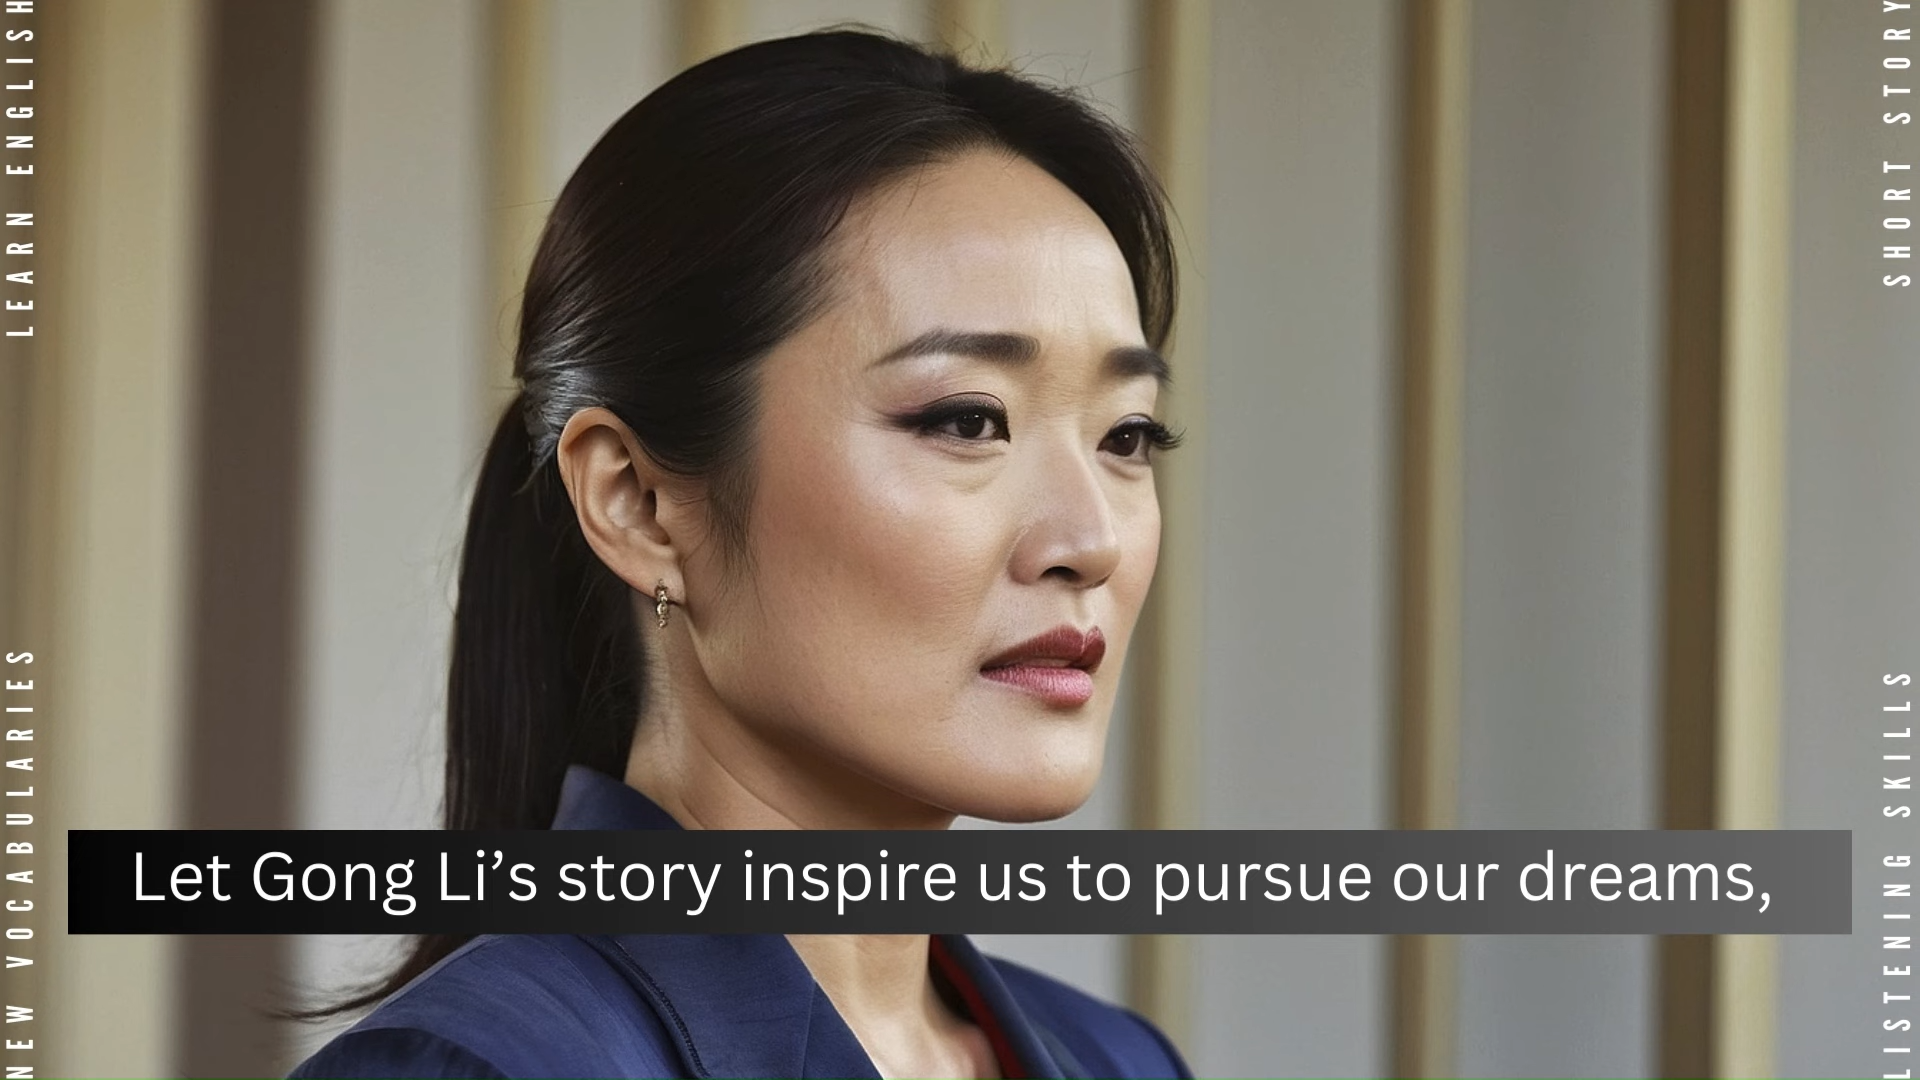 LEARN ENGLISH
SHORT STORY
Let Gong Li’s story inspire us to pursue our dreams,
NEW VOCABULARIES
LISTENING SKILLS